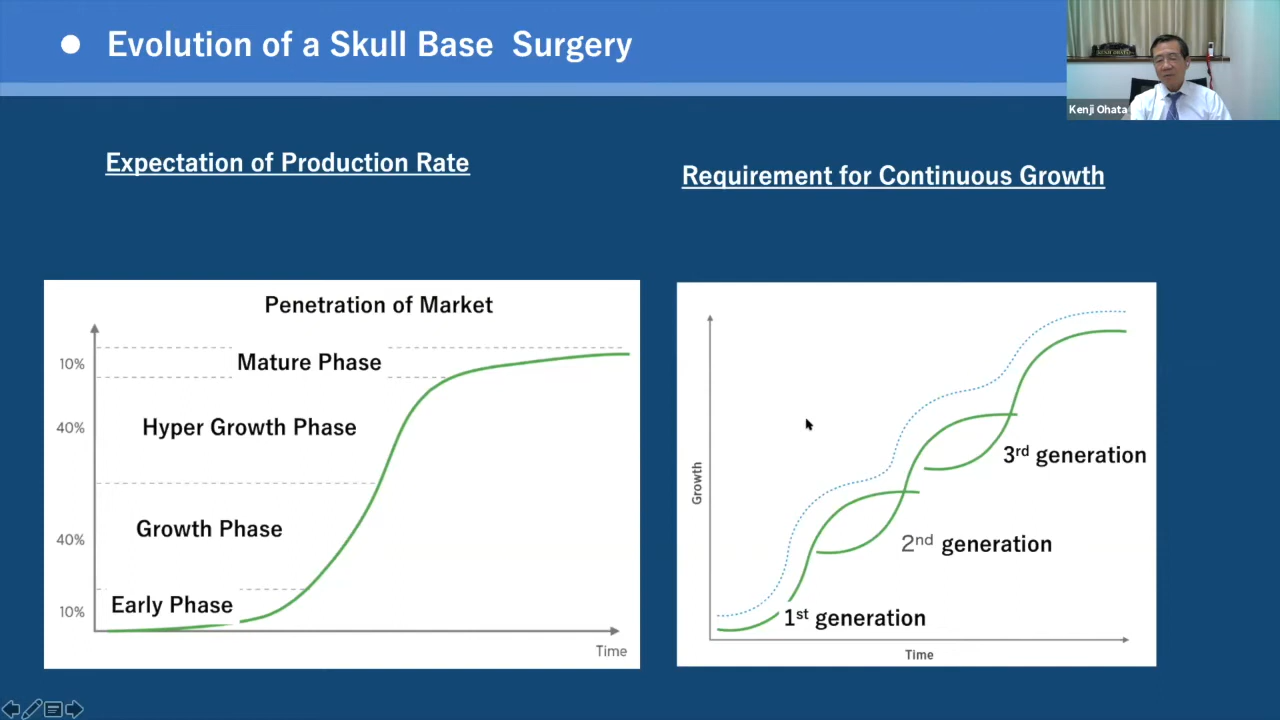 Evolution of a Skull Base Surgery
Kenji Ohata
Expectation of Production Rate
Requirement for Continuous Growth
Penetration of Market
10%
Mature Phase
40%
Hyper Growth Phase
40%
Growth Phase
10%
Early Phase
Time
Growth
3rd generation
2nd generation
1st generation
Time